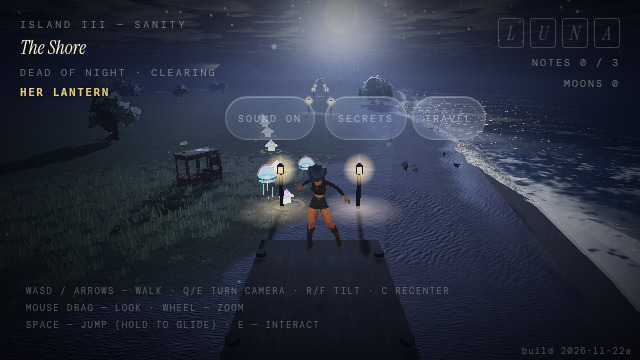 ISLAND III — SANITY
The Shore
DEAD OF NIGHT · CLEARING
HER LANTERN
L U N A
NOTES 0 / 3
MOONS 0
SOUND ON
SECRETS
TRAVEL
WASD / ARROWS — WALK · Q/E TURN CAMERA · R/F TILT · C RECENTER
MOUSE DRAG — LOOK · WHEEL — ZOOM
SPACE — JUMP (HOLD TO GLIDE) · E — INTERACT
build 2026-11-22a